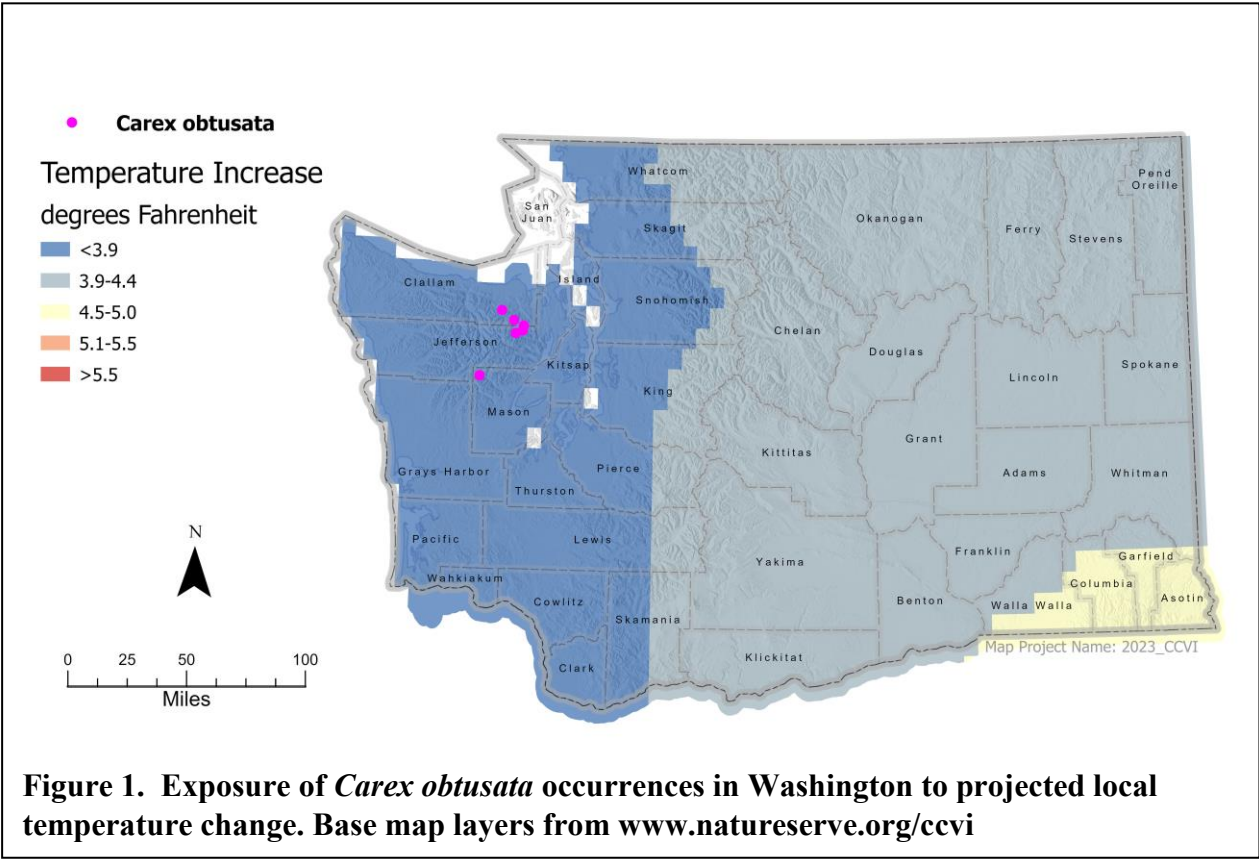 Carex obtusata
Temperature Increase
degrees Fahrenheit
<3.9
3.9-4.4
4.5-5.0
5.1-5.5
>5.5
Whatcom
Pend
Oreille
San
Juan
Okanogan
Skagit
Ferry
Stevens
Clallam
Island
Snohomish
Chelan
Jefferson
Douglas
Kitsap
Spokane
Lincoln
King
Mason
Grant
Kittitas
Grays Harbor
Pierce
Adams
Whitman
Thurston
Pacific
Lewis
Franklin
Garfield
Yakima
Wahkiakum
Columbia
Cowlitz
Benton
Walla Walla
Asotin
Skamania
Map Project Name: 2023_CCVI
Klickitat
Clark
N
0 25 50 100
Miles
Figure 1. Exposure of Carex obtusata occurrences in Washington to projected local
temperature change. Base map layers from www.natureserve.org/ccvi